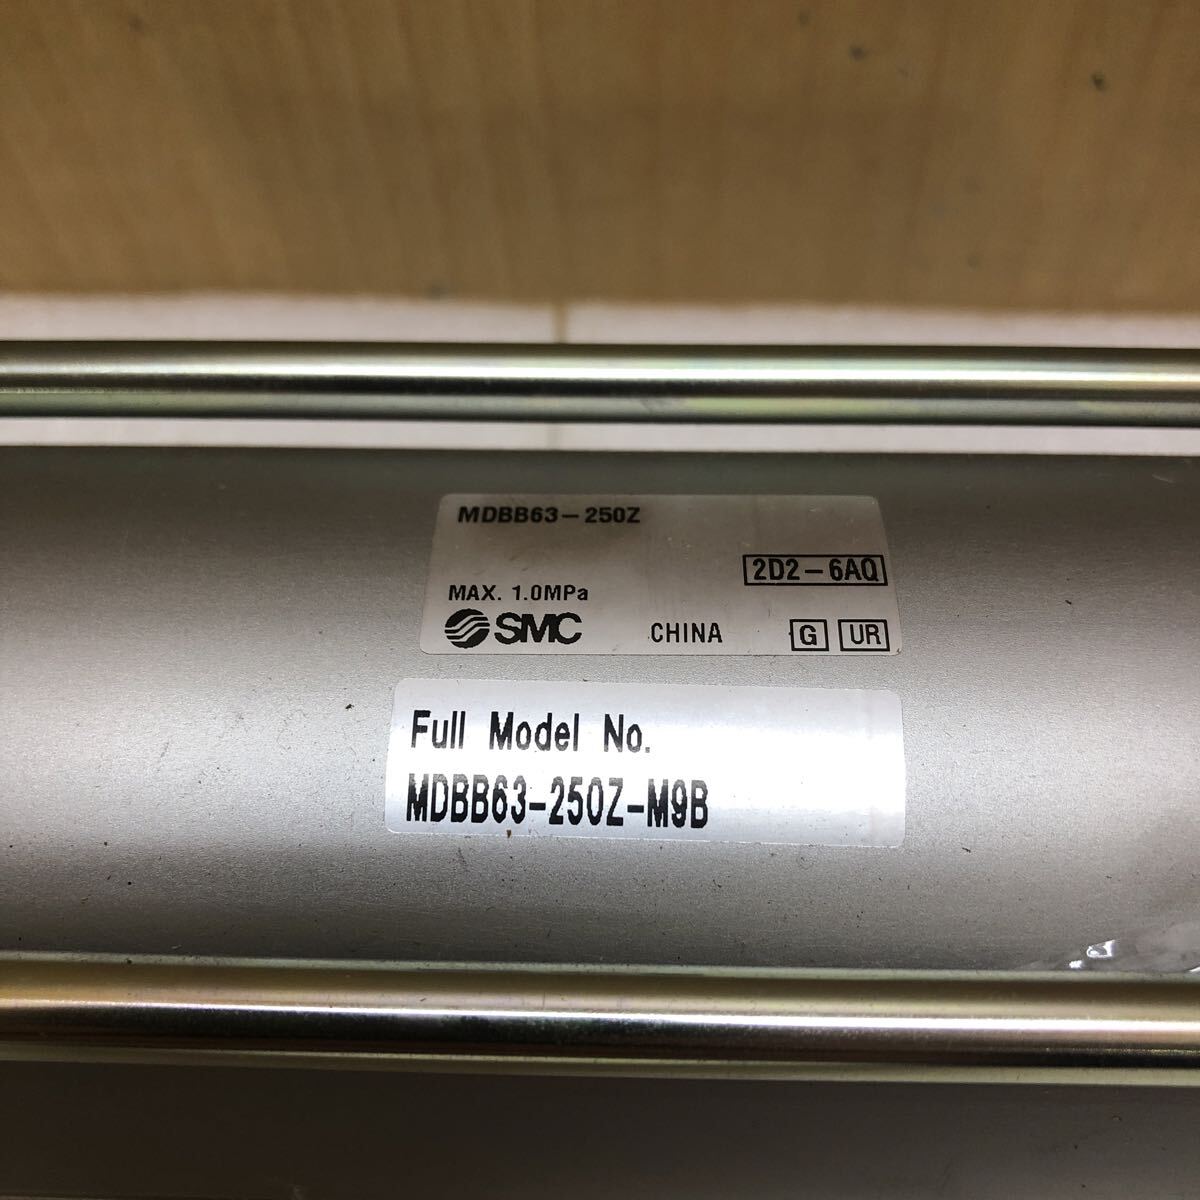 MDBB63-250Z
2D2-6AQ
MAX. 1.0MPa
SMC CHINA G UR
Full Model No.
MDBB63-250Z-M9B